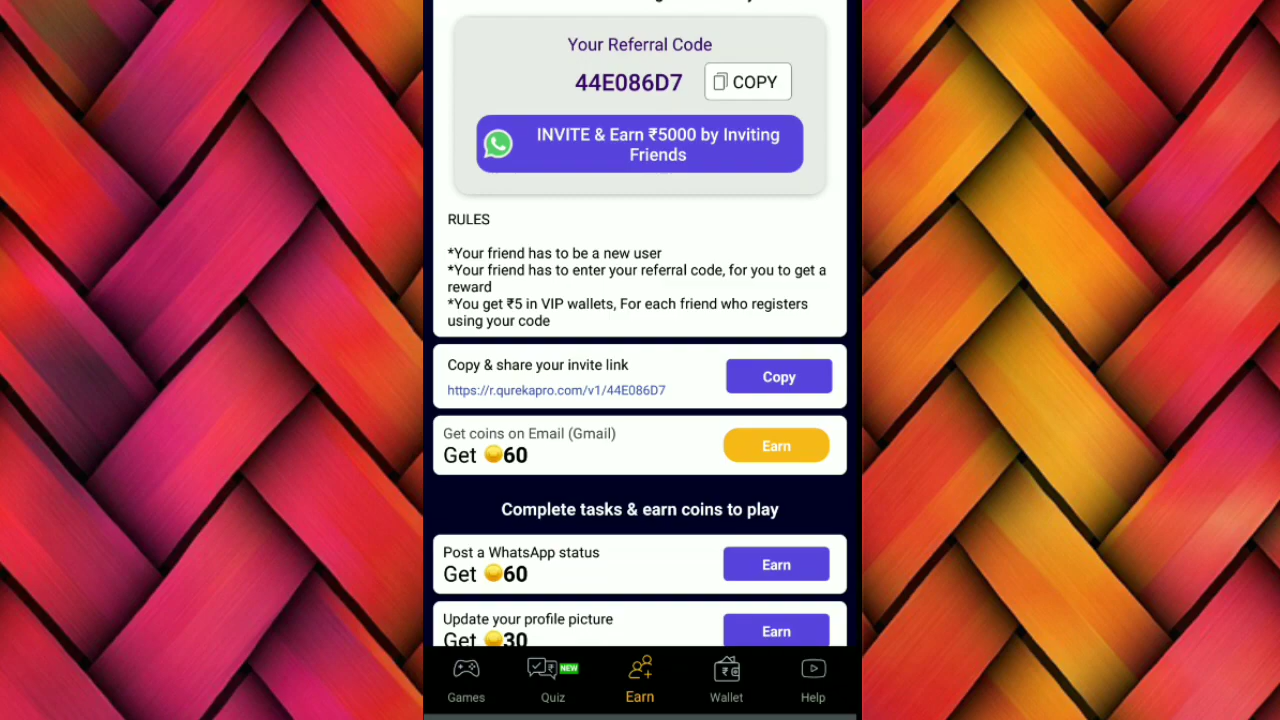 Your Referral Code
44E086D7
COPY
INVITE & Earn ₹5000 by Inviting
Friends
RULES
*Your friend has to be a new user
*Your friend has to enter your referral code, for you to get a
reward
*You get ₹5 in VIP wallets, For each friend who registers
using your code
Copy & share your invite link
https://r.qurekapro.com/v1/44E086D7
Copy
Get coins on Email (Gmail)
Get 60
Earn
Complete tasks & earn coins to play
Post a WhatsApp status
Get 60
Earn
Update your profile picture
Get 30
Earn
NEW
Games
Quiz
Earn
Wallet
Help